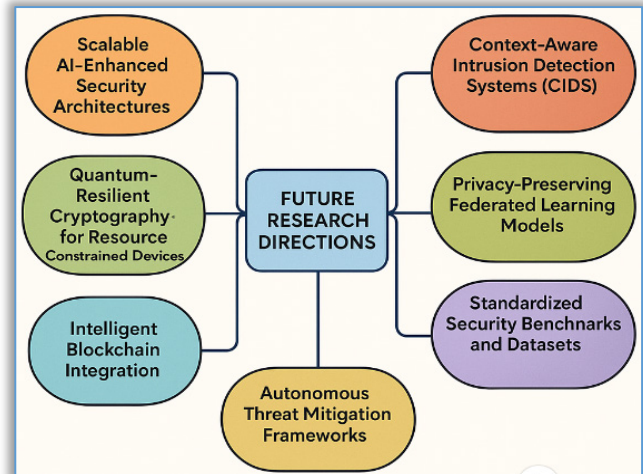 Scalable
AI-Enhanced
Security
Architectures
Quantum-
Resilient
Cryptography-
for Resource
Constrained Devices
Intelligent
Blockchain
Integration
FUTURE
RESEARCH
DIRECTIONS
Autonomous
Threat Mitigation
Frameworks
Context-Aware
Intrusion Detection
Systems (CIDS)
Privacy-Preserving
Federated Learning
Models
Standardized
Security Benchnarks
and Datasets